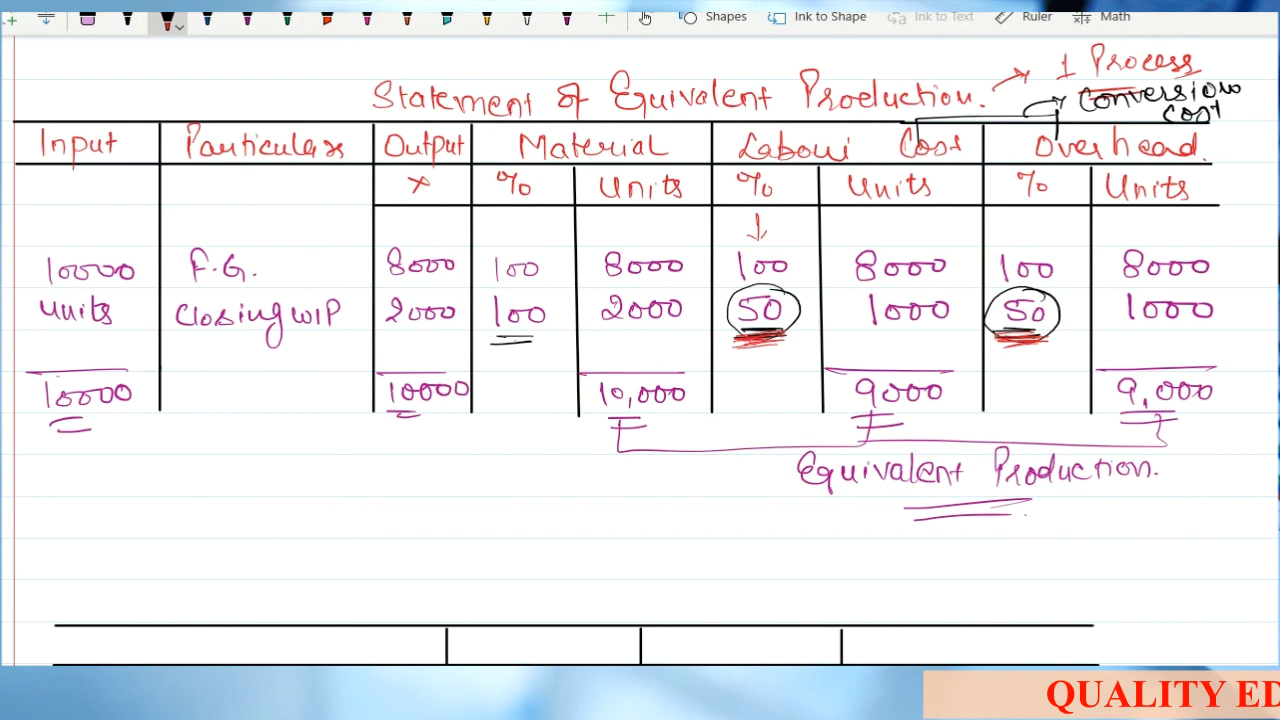 Shapes Ink to Shape Ink to Text Ruler Math
Statement of Equivalent Production. → 1 Process
Conversion
Cost
Input Particulars Output Material Labour Cost Overhead.
x % Units % Units % Units
↓
10000 F.G. 8000 100 8000 100 8000 100 8000
units Closing WIP 2000 100 2000 50 1000 50 1000
10000 10000 10,000 9000 9,000
Equivalent Production.
QUALITY ED